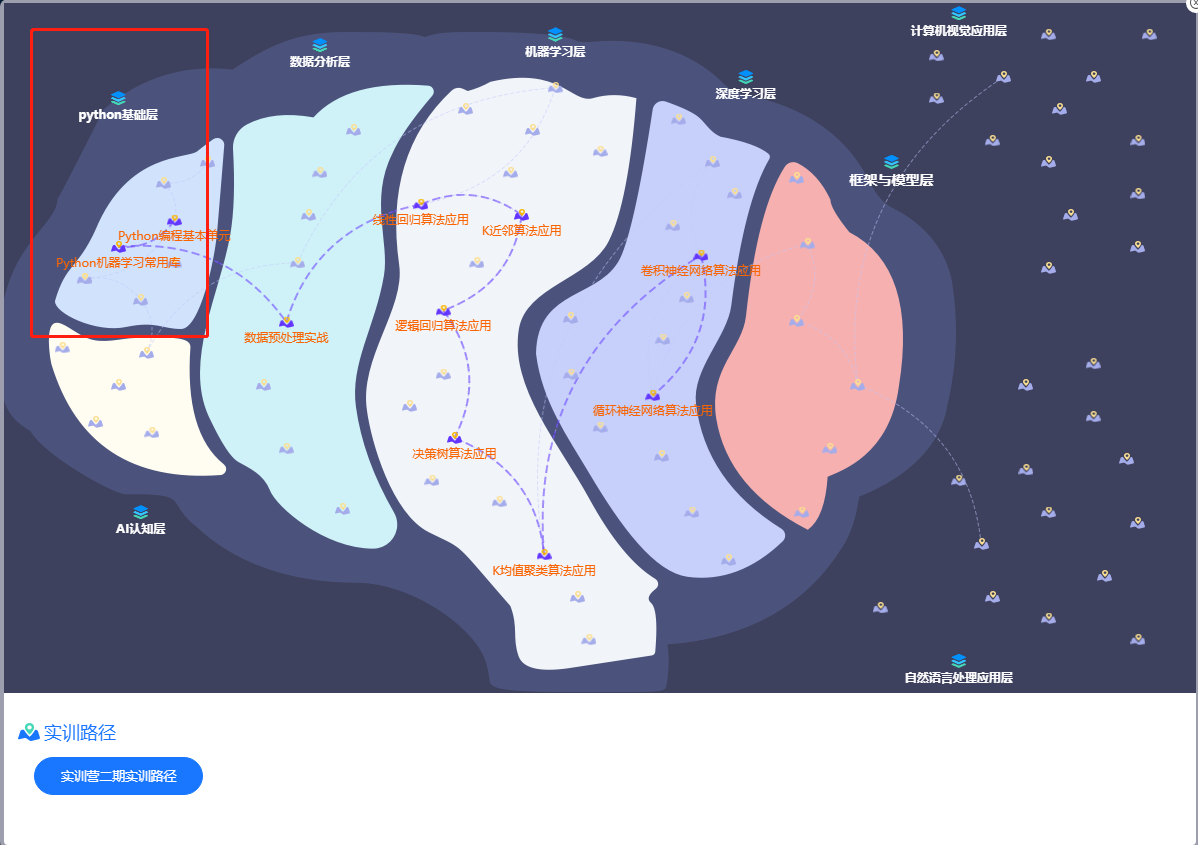 计算机视觉应用层
机器学习层
数据分析层
深度学习层
python基础层
框架与模型层
线性回归算法应用
K近邻算法应用
Python编程基本单元
Python机器学习常用库
卷积神经网络算法应用
逻辑回归算法应用
数据预处理实战
循环神经网络算法应用
决策树算法应用
AI认知层
K均值聚类算法应用
自然语言处理应用层
实训路径
实训营二期实训路径